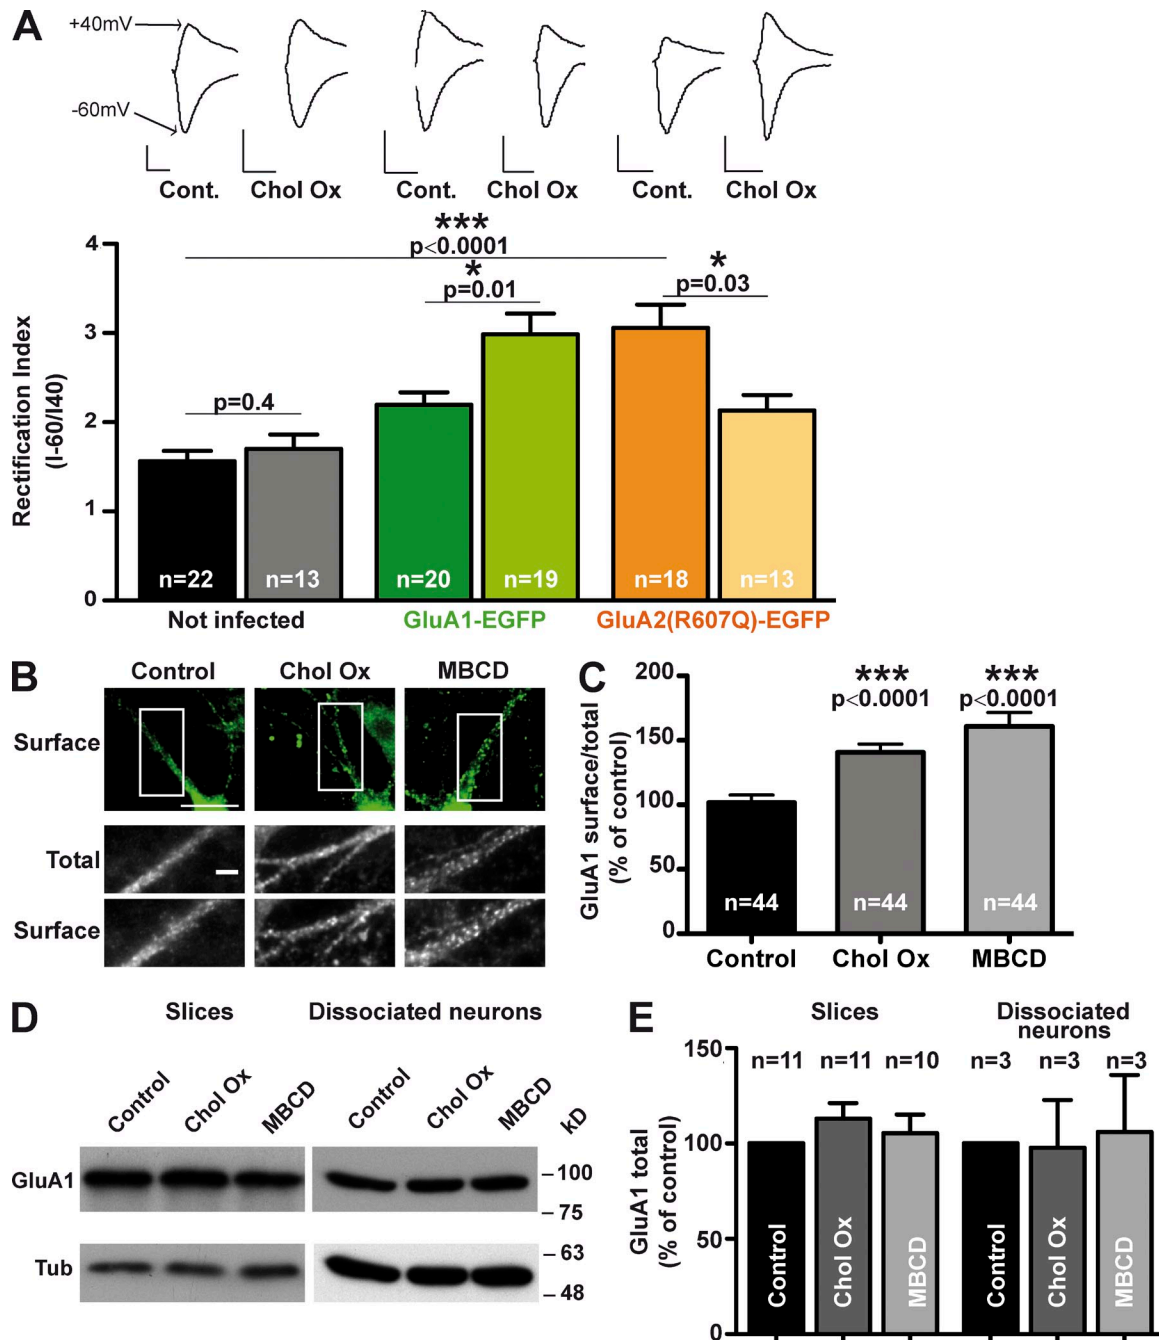 A
+40mV
-60mV
Cont.
Chol Ox
Cont.
Chol Ox
Cont.
Chol Ox
Rectification Index
(I-60/I40)
4
3
2
1
0
***
p<0.0001
*
p=0.01
*
p=0.03
p=0.4
n=22
n=13
n=20
n=19
n=18
n=13
Not infected
GluA1-EGFP
GluA2(R607Q)-EGFP
B
Control
Chol Ox
MBCD
Surface
Total
Surface
C
GluA1 surface/total
(% of control)
200
150
100
50
0
***
p<0.0001
***
p<0.0001
n=44
n=44
n=44
Control
Chol Ox
MBCD
D
Slices
Dissociated neurons
Control
Chol Ox
MBCD
Control
Chol Ox
MBCD
kD
GluA1
– 100
– 75
Tub
– 63
– 48
E
Slices
Dissociated
neurons
GluA1 total
(% of control)
150
100
50
0
n=11
n=11
n=10
n=3
n=3
n=3
Control
Chol Ox
MBCD
Control
Chol Ox
MBCD